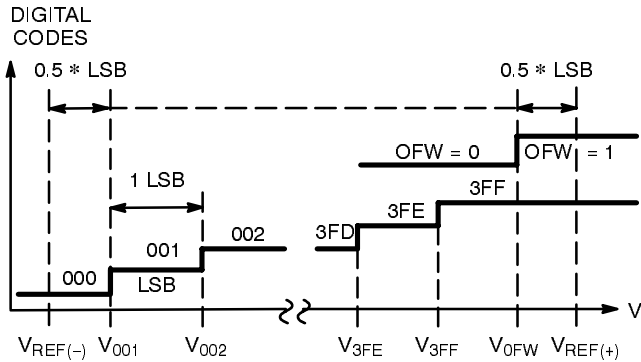 DIGITAL
CODES
0.5 * LSB
0.5 * LSB
OFW = 0
OFW = 1
1 LSB
3FF
3FE
3FD
002
001
000
LSB
V
VREF(–)
V001
V002
V3FE
V3FF
V0FW
VREF(+)